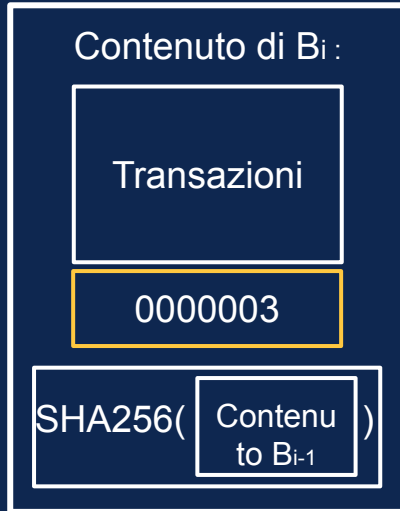 Contenuto di Bi :
Transazioni
0000003
SHA256( Contenu )
to Bi-1